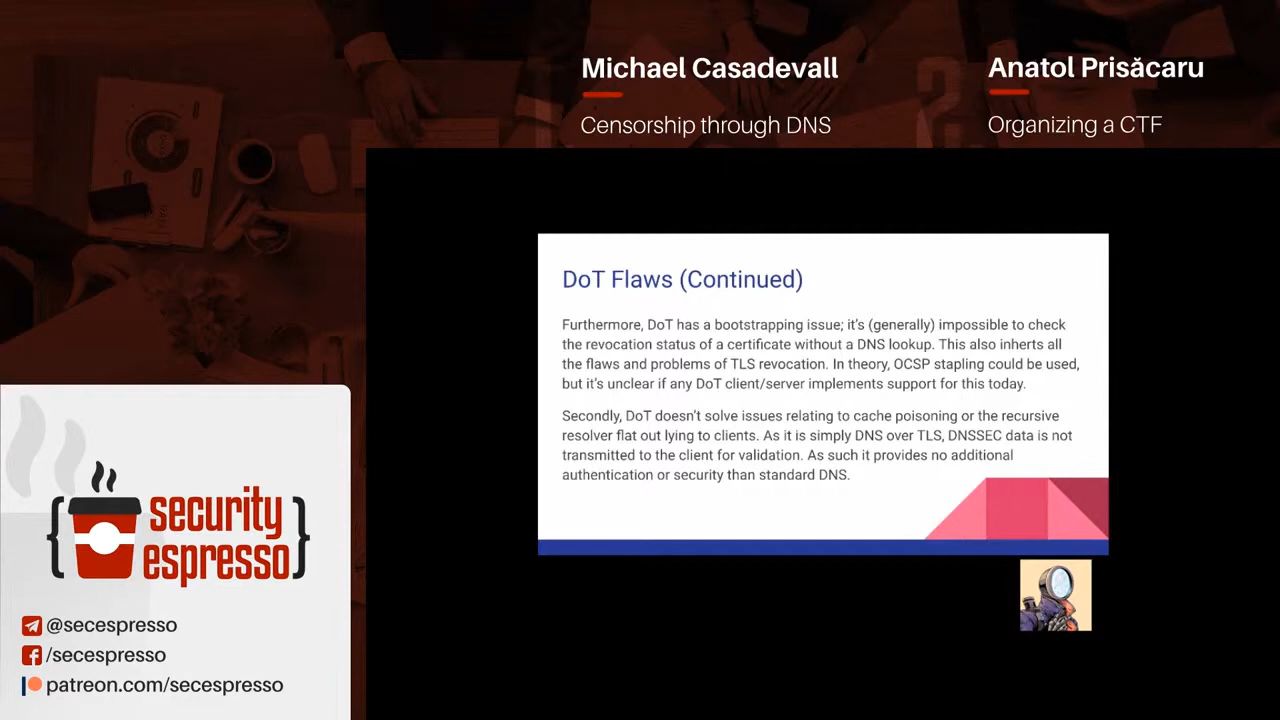 Michael Casadevall
Censorship through DNS
Anatol Prisăcaru
Organizing a CTF
DoT Flaws (Continued)
Furthermore, DoT has a bootstrapping issue; it's (generally) impossible to check
the revocation status of a certificate without a DNS lookup. This also inherits all
the flaws and problems of TLS revocation. In theory, OCSP stapling could be used,
but it's unclear if any DoT client/server implements support for this today.
Secondly, DoT doesn't solve issues relating to cache poisoning or the recursive
resolver flat out lying to clients. As it is simply DNS over TLS, DNSSEC data is not
transmitted to the client for validation. As such it provides no additional
authentication or security than standard DNS.
{security
espresso}
@secespresso
/secespresso
patreon.com/secespresso